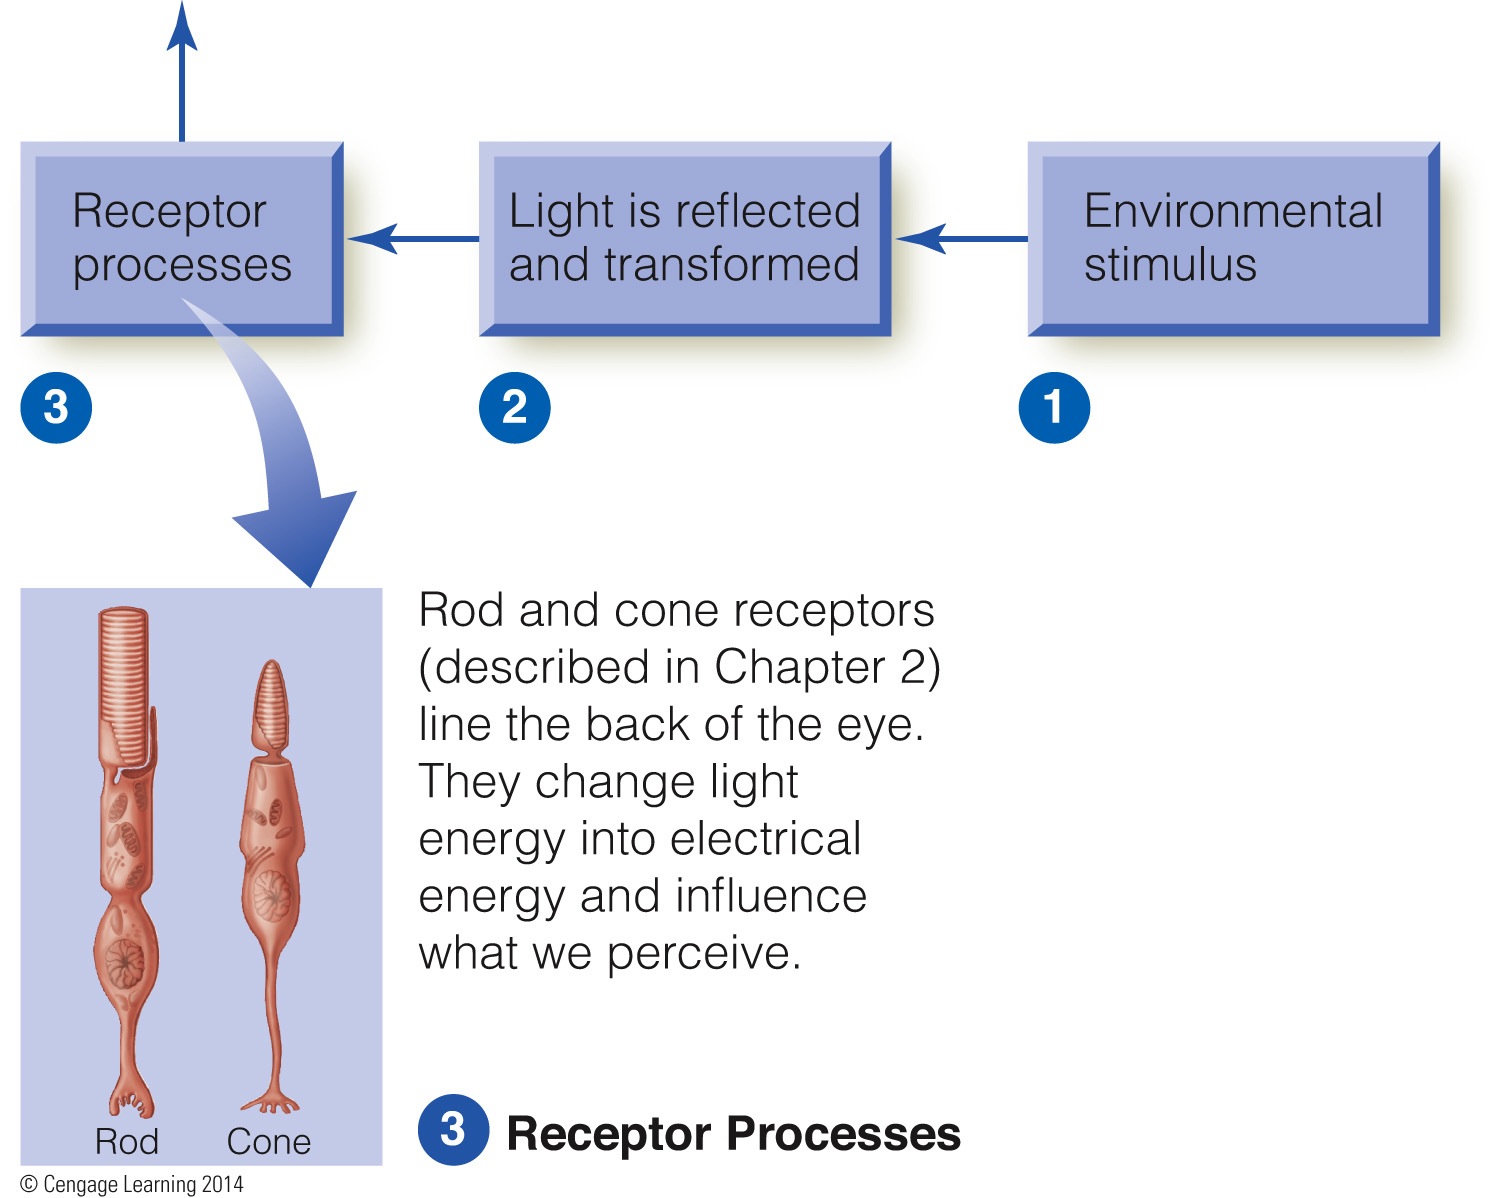 Receptor
processes
Light is reflected
and transformed
Environmental
stimulus
3
2
1
Rod and cone receptors
(described in Chapter 2)
line the back of the eye.
They change light
energy into electrical
energy and influence
what we perceive.
Rod
Cone
3 Receptor Processes
© Cengage Learning 2014